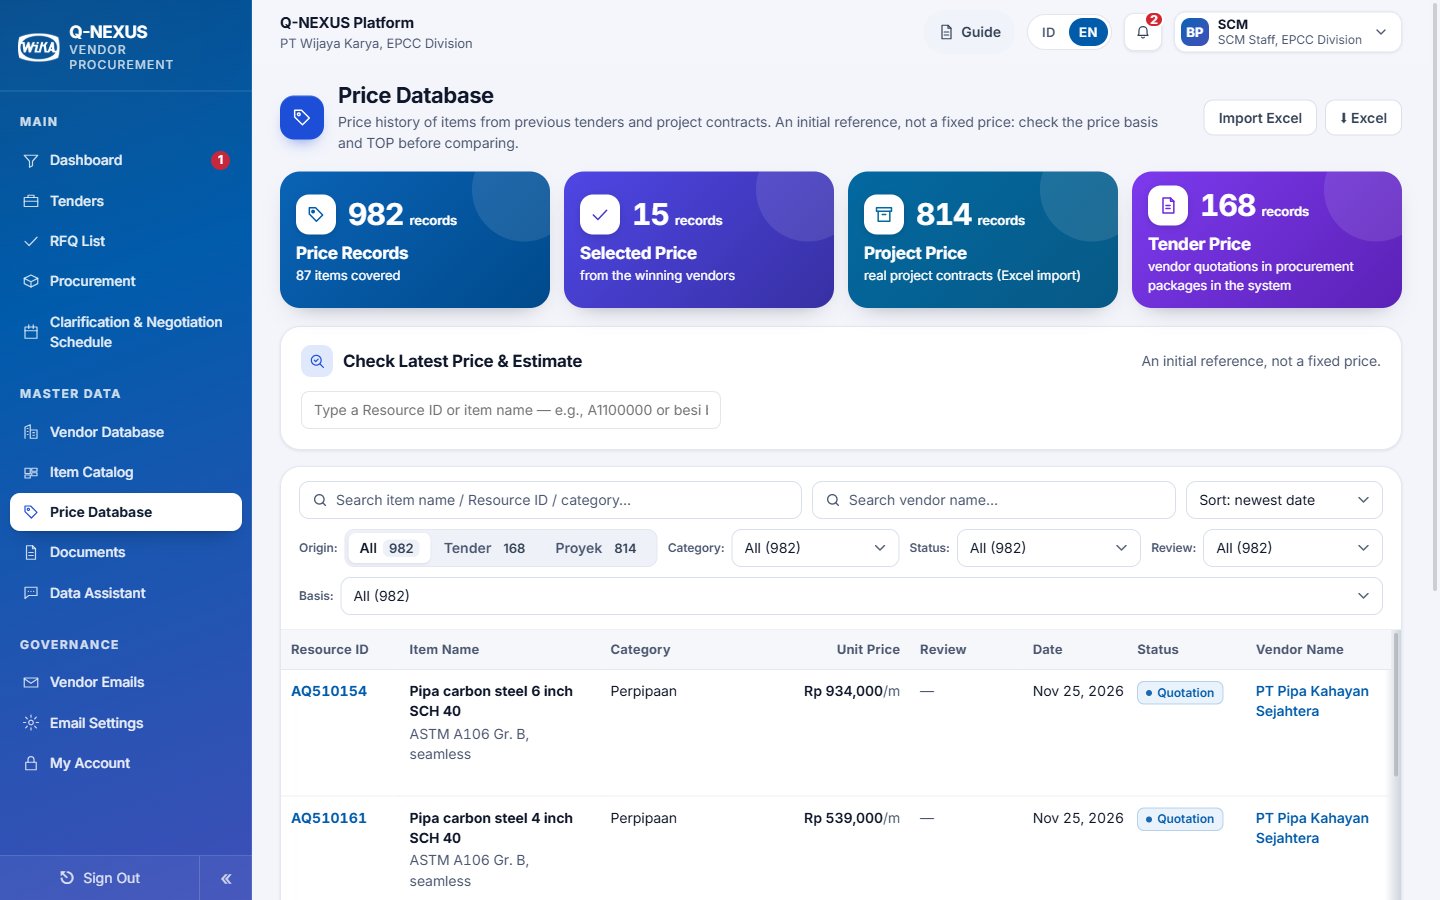 WIKA
Q-NEXUS
VENDOR
PROCUREMENT
MAIN
Dashboard 1
Tenders
RFQ List
Procurement
Clarification & Negotiation
Schedule
MASTER DATA
Vendor Database
Item Catalog
Price Database
Documents
Data Assistant
GOVERNANCE
Vendor Emails
Email Settings
My Account
Sign Out «
Q-NEXUS Platform
PT Wijaya Karya, EPCC Division
Guide
ID EN
2
BP
SCM
SCM Staff, EPCC Division
Price Database
Price history of items from previous tenders and project contracts. An initial reference, not a fixed price: check the price basis
and TOP before comparing.
Import Excel
⬇ Excel
982 records
Price Records
87 items covered
15 records
Selected Price
from the winning vendors
814 records
Project Price
real project contracts (Excel import)
168 records
Tender Price
vendor quotations in procurement
packages in the system
Check Latest Price & Estimate
An initial reference, not a fixed price.
Type a Resource ID or item name — e.g., A1100000 or besi
Search item name / Resource ID / category...
Search vendor name...
Sort: newest date
Origin: All 982 Tender 168 Proyek 814 Category: All (982) Status: All (982) Review: All (982)
Basis: All (982)
Resource ID Item Name Category Unit Price Review Date Status Vendor Name
AQ510154 Pipa carbon steel 6 inch Perpipaan Rp 934,000/m — Nov 25, 2026 Quotation PT Pipa Kahayan
SCH 40 Sejahtera
ASTM A106 Gr. B,
seamless
AQ510161 Pipa carbon steel 4 inch Perpipaan Rp 539,000/m — Nov 25, 2026 Quotation PT Pipa Kahayan
SCH 40 Sejahtera
ASTM A106 Gr. B,
seamless